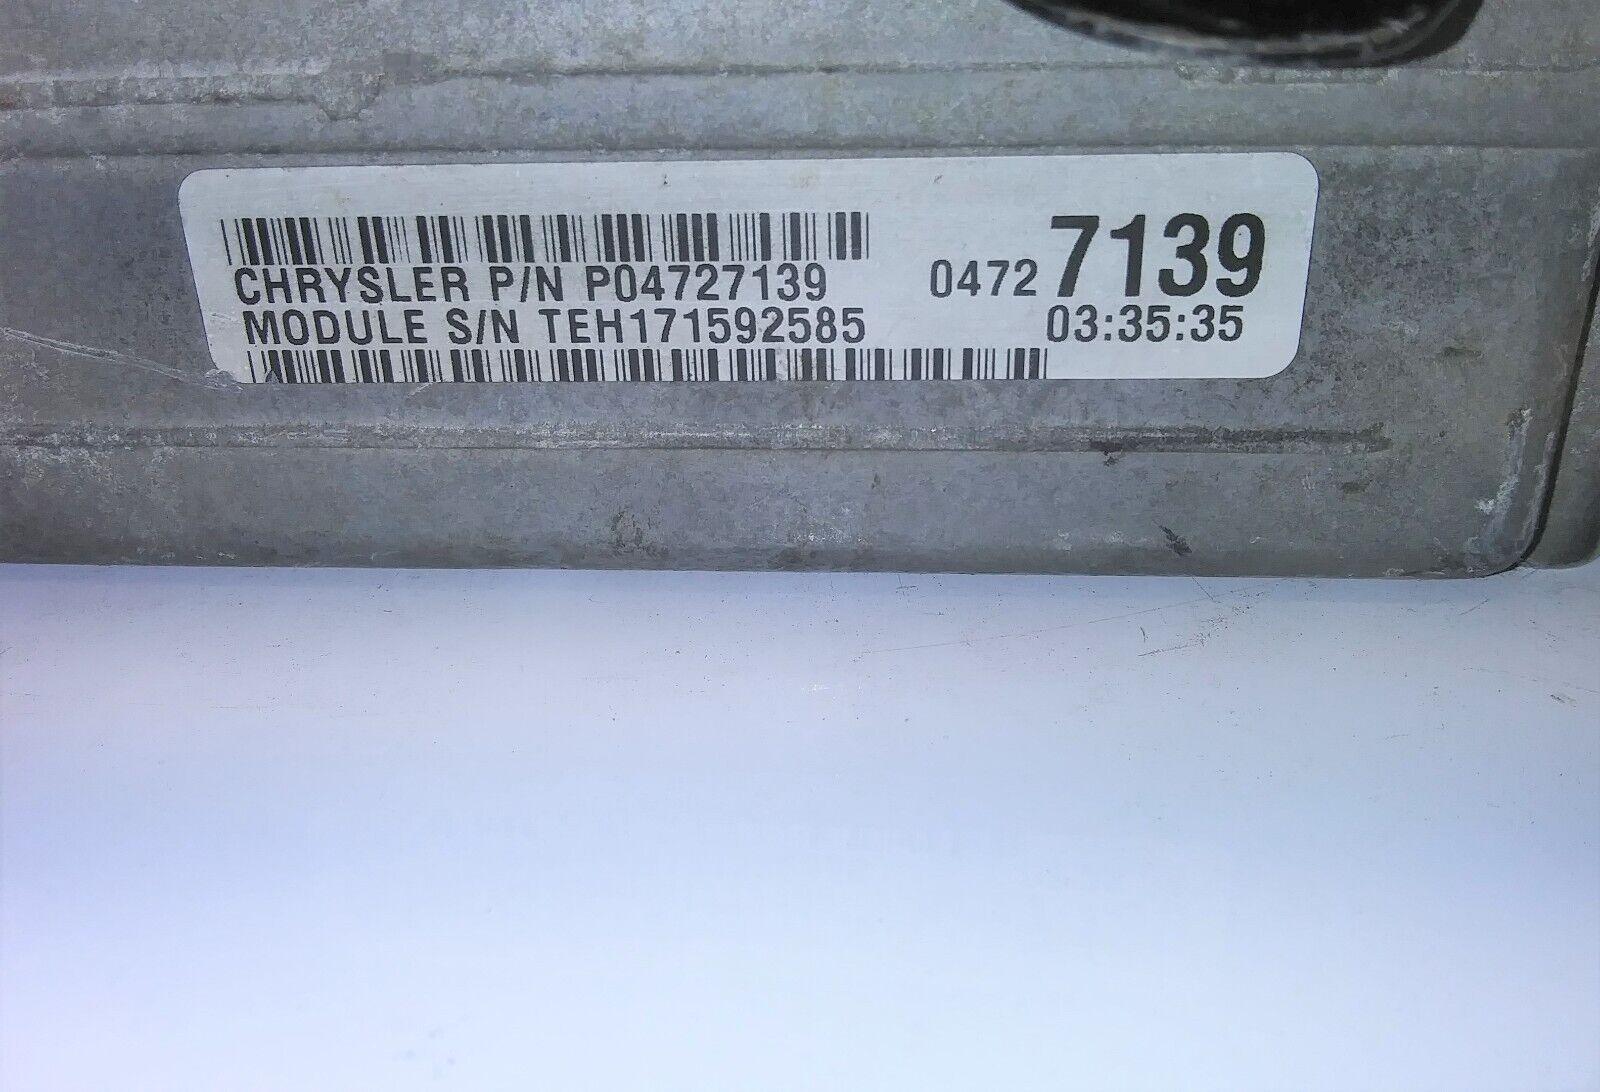 CHRYSLER P/N P04727139 0472 7139
MODULE S/N TEH171592585 03:35:35